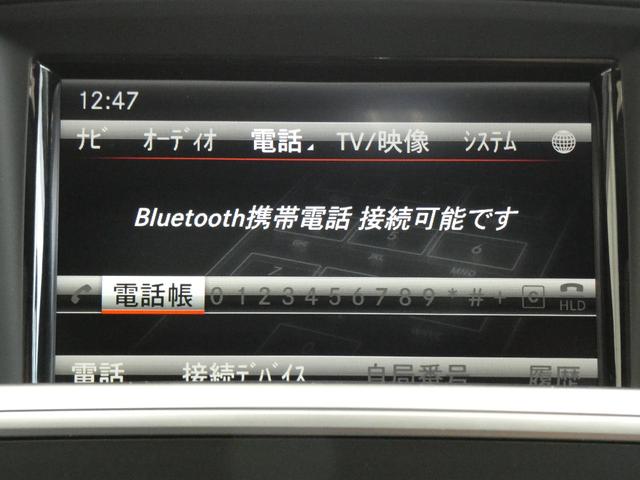 12:47
ﾅﾋﾞ ｵｰﾃﾞｨｵ 電話 TV/映像 ｼｽﾃﾑ
Bluetooth携帯電話 接続可能です
電話帳 0 1 2 3 4 5 6 7 8 9 * # + C HLD
電話 接続ﾃﾞﾊﾞｲｽ 自局番号 履歴